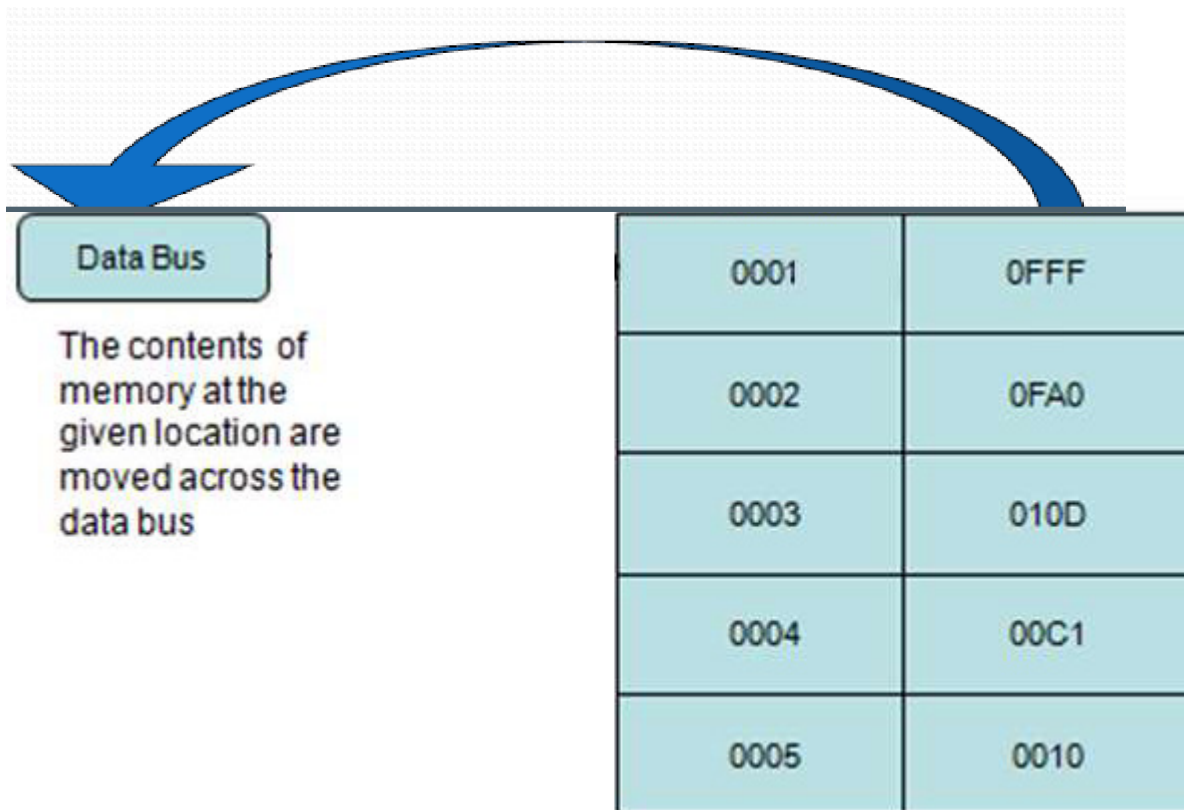 Data Bus
The contents of
memory at the
given location are
moved across the
data bus
0001 0FFF
0002 0FA0
0003 010D
0004 00C1
0005 0010